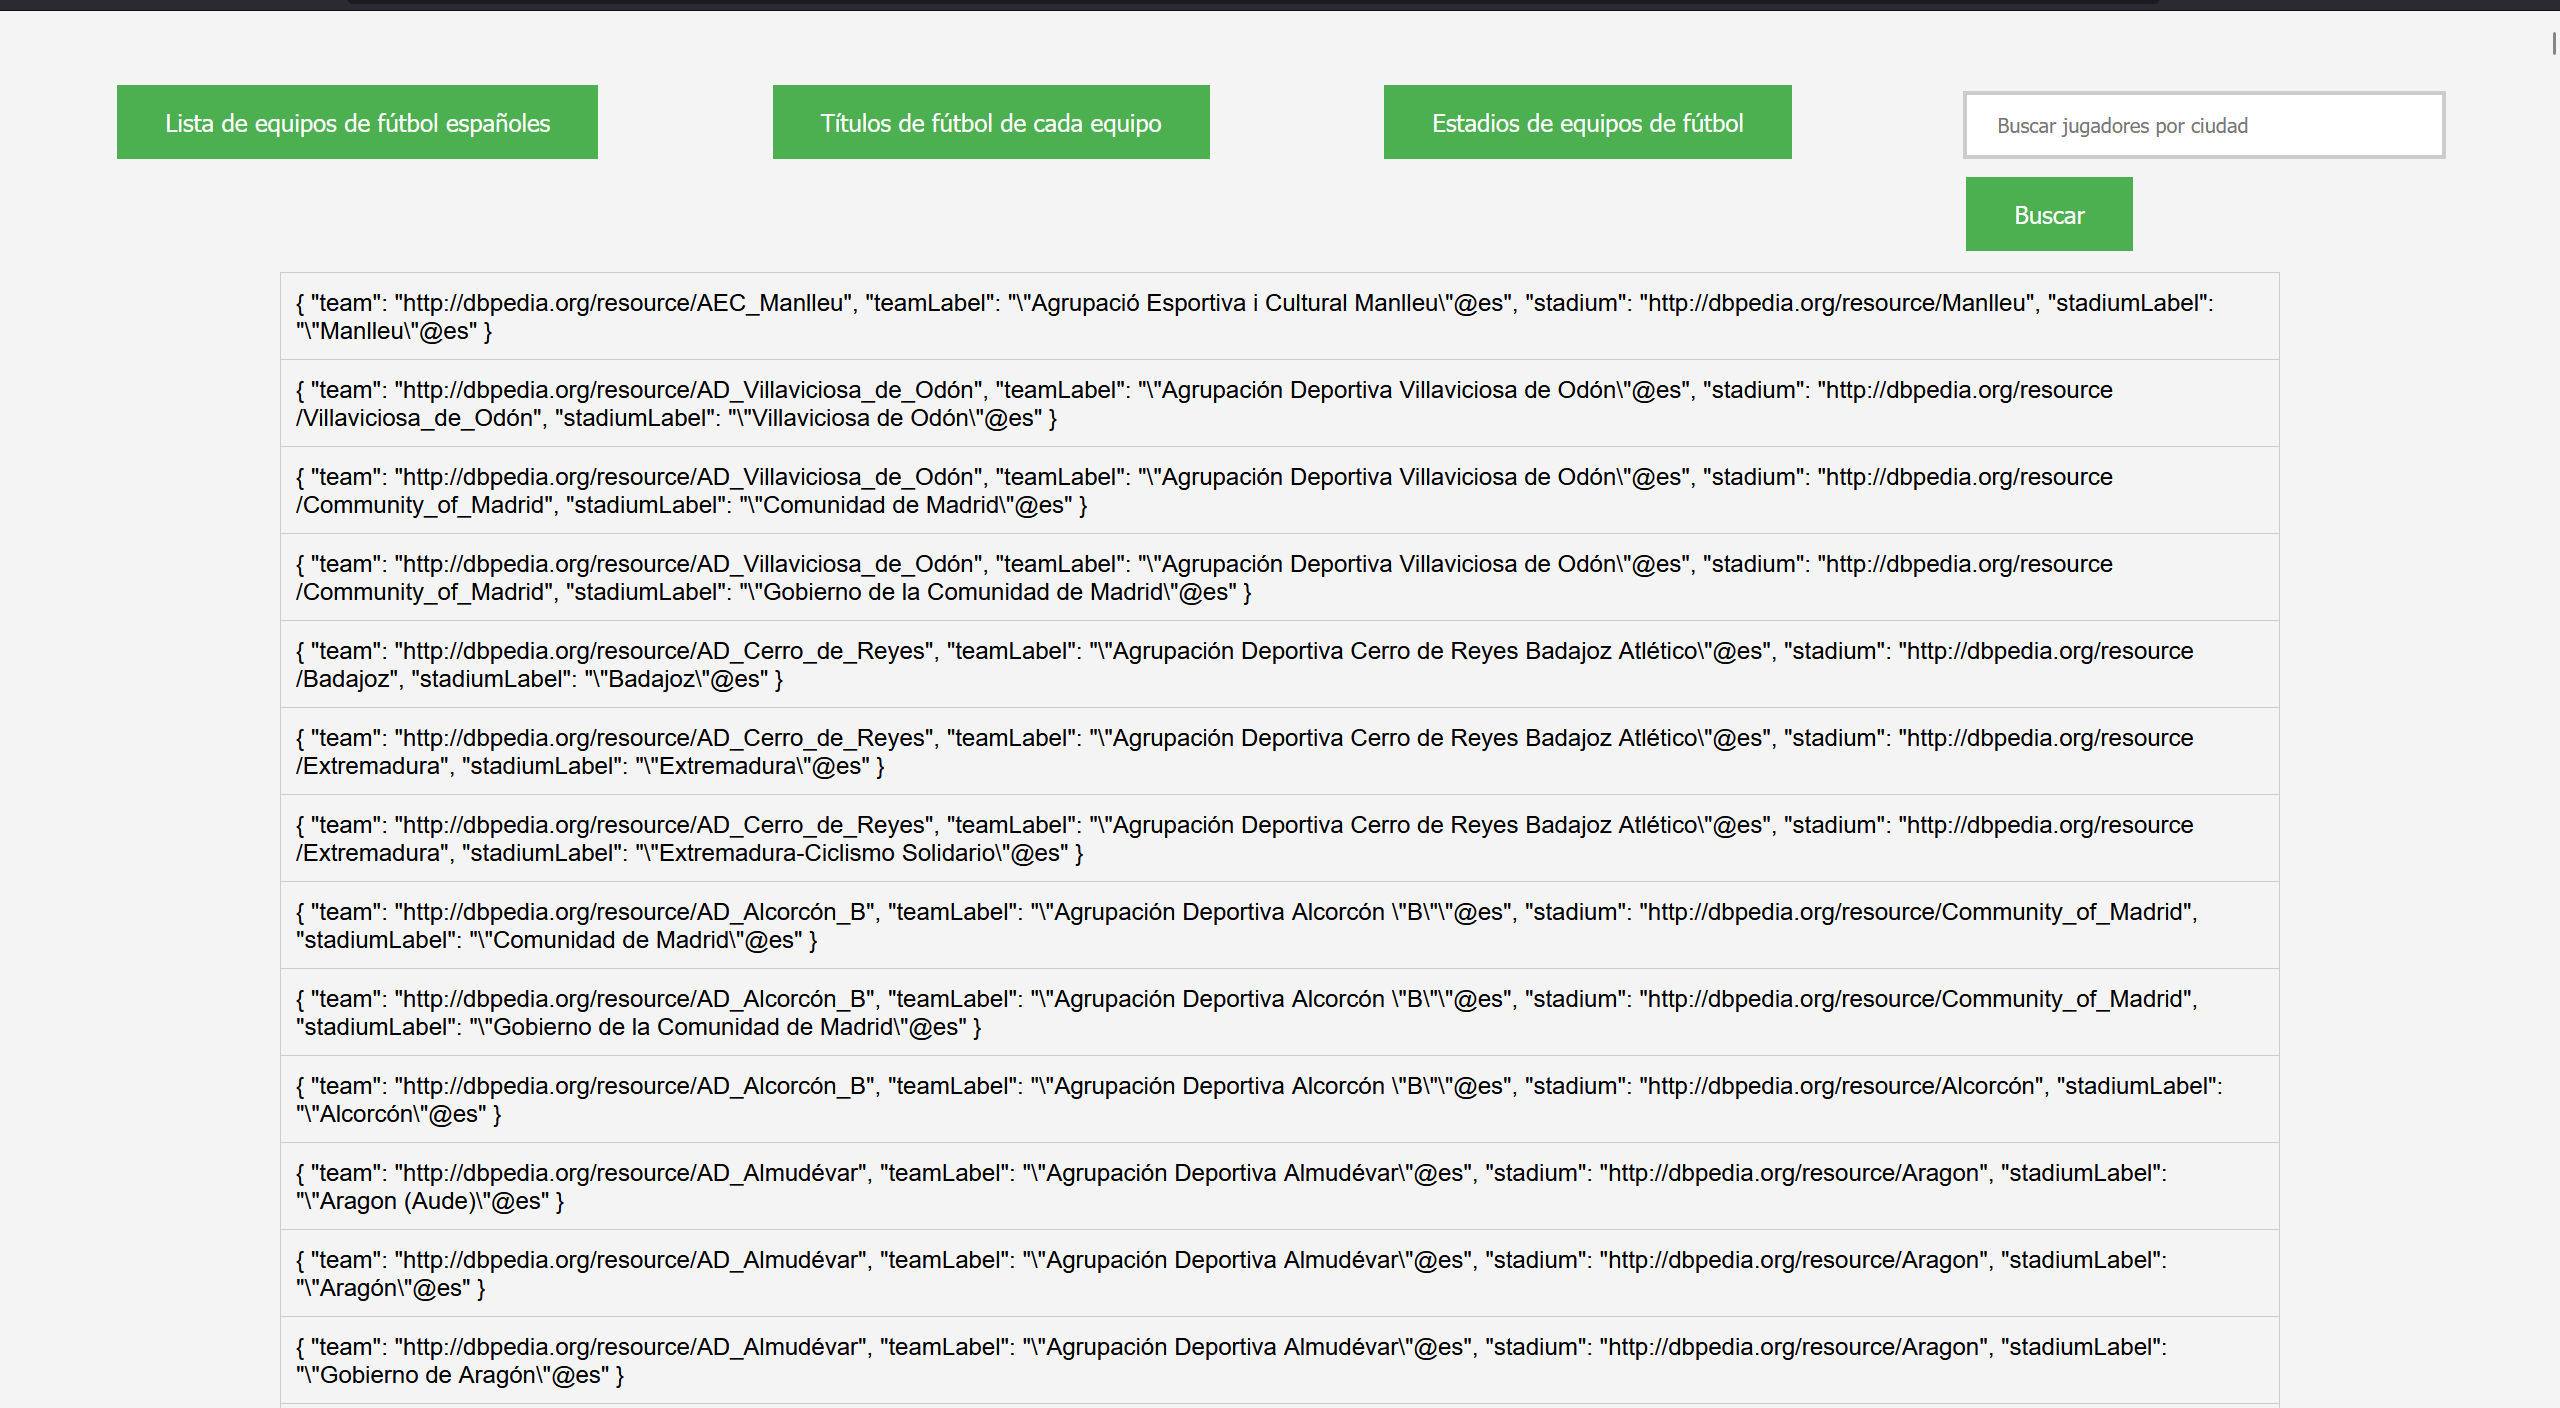 Lista de equipos de fútbol españoles
Títulos de fútbol de cada equipo
Estadios de equipos de fútbol
Buscar jugadores por ciudad
Buscar
{ "team": "http://dbpedia.org/resource/AEC_Manlleu", "teamLabel": "\"Agrupació Esportiva i Cultural Manlleu\"@es", "stadium": "http://dbpedia.org/resource/Manlleu", "stadiumLabel":
"\"Manlleu\"@es" }
{ "team": "http://dbpedia.org/resource/AD_Villaviciosa_de_Odón", "teamLabel": "\"Agrupación Deportiva Villaviciosa de Odón\"@es", "stadium": "http://dbpedia.org/resource
/Villaviciosa_de_Odón", "stadiumLabel": "\"Villaviciosa de Odón\"@es" }
{ "team": "http://dbpedia.org/resource/AD_Villaviciosa_de_Odón", "teamLabel": "\"Agrupación Deportiva Villaviciosa de Odón\"@es", "stadium": "http://dbpedia.org/resource
/Community_of_Madrid", "stadiumLabel": "\"Comunidad de Madrid\"@es" }
{ "team": "http://dbpedia.org/resource/AD_Villaviciosa_de_Odón", "teamLabel": "\"Agrupación Deportiva Villaviciosa de Odón\"@es", "stadium": "http://dbpedia.org/resource
/Community_of_Madrid", "stadiumLabel": "\"Gobierno de la Comunidad de Madrid\"@es" }
{ "team": "http://dbpedia.org/resource/AD_Cerro_de_Reyes", "teamLabel": "\"Agrupación Deportiva Cerro de Reyes Badajoz Atlético\"@es", "stadium": "http://dbpedia.org/resource
/Badajoz", "stadiumLabel": "\"Badajoz\"@es" }
{ "team": "http://dbpedia.org/resource/AD_Cerro_de_Reyes", "teamLabel": "\"Agrupación Deportiva Cerro de Reyes Badajoz Atlético\"@es", "stadium": "http://dbpedia.org/resource
/Extremadura", "stadiumLabel": "\"Extremadura\"@es" }
{ "team": "http://dbpedia.org/resource/AD_Cerro_de_Reyes", "teamLabel": "\"Agrupación Deportiva Cerro de Reyes Badajoz Atlético\"@es", "stadium": "http://dbpedia.org/resource
/Extremadura", "stadiumLabel": "\"Extremadura-Ciclismo Solidario\"@es" }
{ "team": "http://dbpedia.org/resource/AD_Alcorcón_B", "teamLabel": "\"Agrupación Deportiva Alcorcón \"B\"\"@es", "stadium": "http://dbpedia.org/resource/Community_of_Madrid",
"stadiumLabel": "\"Comunidad de Madrid\"@es" }
{ "team": "http://dbpedia.org/resource/AD_Alcorcón_B", "teamLabel": "\"Agrupación Deportiva Alcorcón \"B\"\"@es", "stadium": "http://dbpedia.org/resource/Community_of_Madrid",
"stadiumLabel": "\"Gobierno de la Comunidad de Madrid\"@es" }
{ "team": "http://dbpedia.org/resource/AD_Alcorcón_B", "teamLabel": "\"Agrupación Deportiva Alcorcón \"B\"\"@es", "stadium": "http://dbpedia.org/resource/Alcorcón", "stadiumLabel":
"\"Alcorcón\"@es" }
{ "team": "http://dbpedia.org/resource/AD_Almudévar", "teamLabel": "\"Agrupación Deportiva Almudévar\"@es", "stadium": "http://dbpedia.org/resource/Aragon", "stadiumLabel":
"\"Aragon (Aude)\"@es" }
{ "team": "http://dbpedia.org/resource/AD_Almudévar", "teamLabel": "\"Agrupación Deportiva Almudévar\"@es", "stadium": "http://dbpedia.org/resource/Aragon", "stadiumLabel":
"\"Aragón\"@es" }
{ "team": "http://dbpedia.org/resource/AD_Almudévar", "teamLabel": "\"Agrupación Deportiva Almudévar\"@es", "stadium": "http://dbpedia.org/resource/Aragon", "stadiumLabel":
"\"Gobierno de Aragón\"@es" }